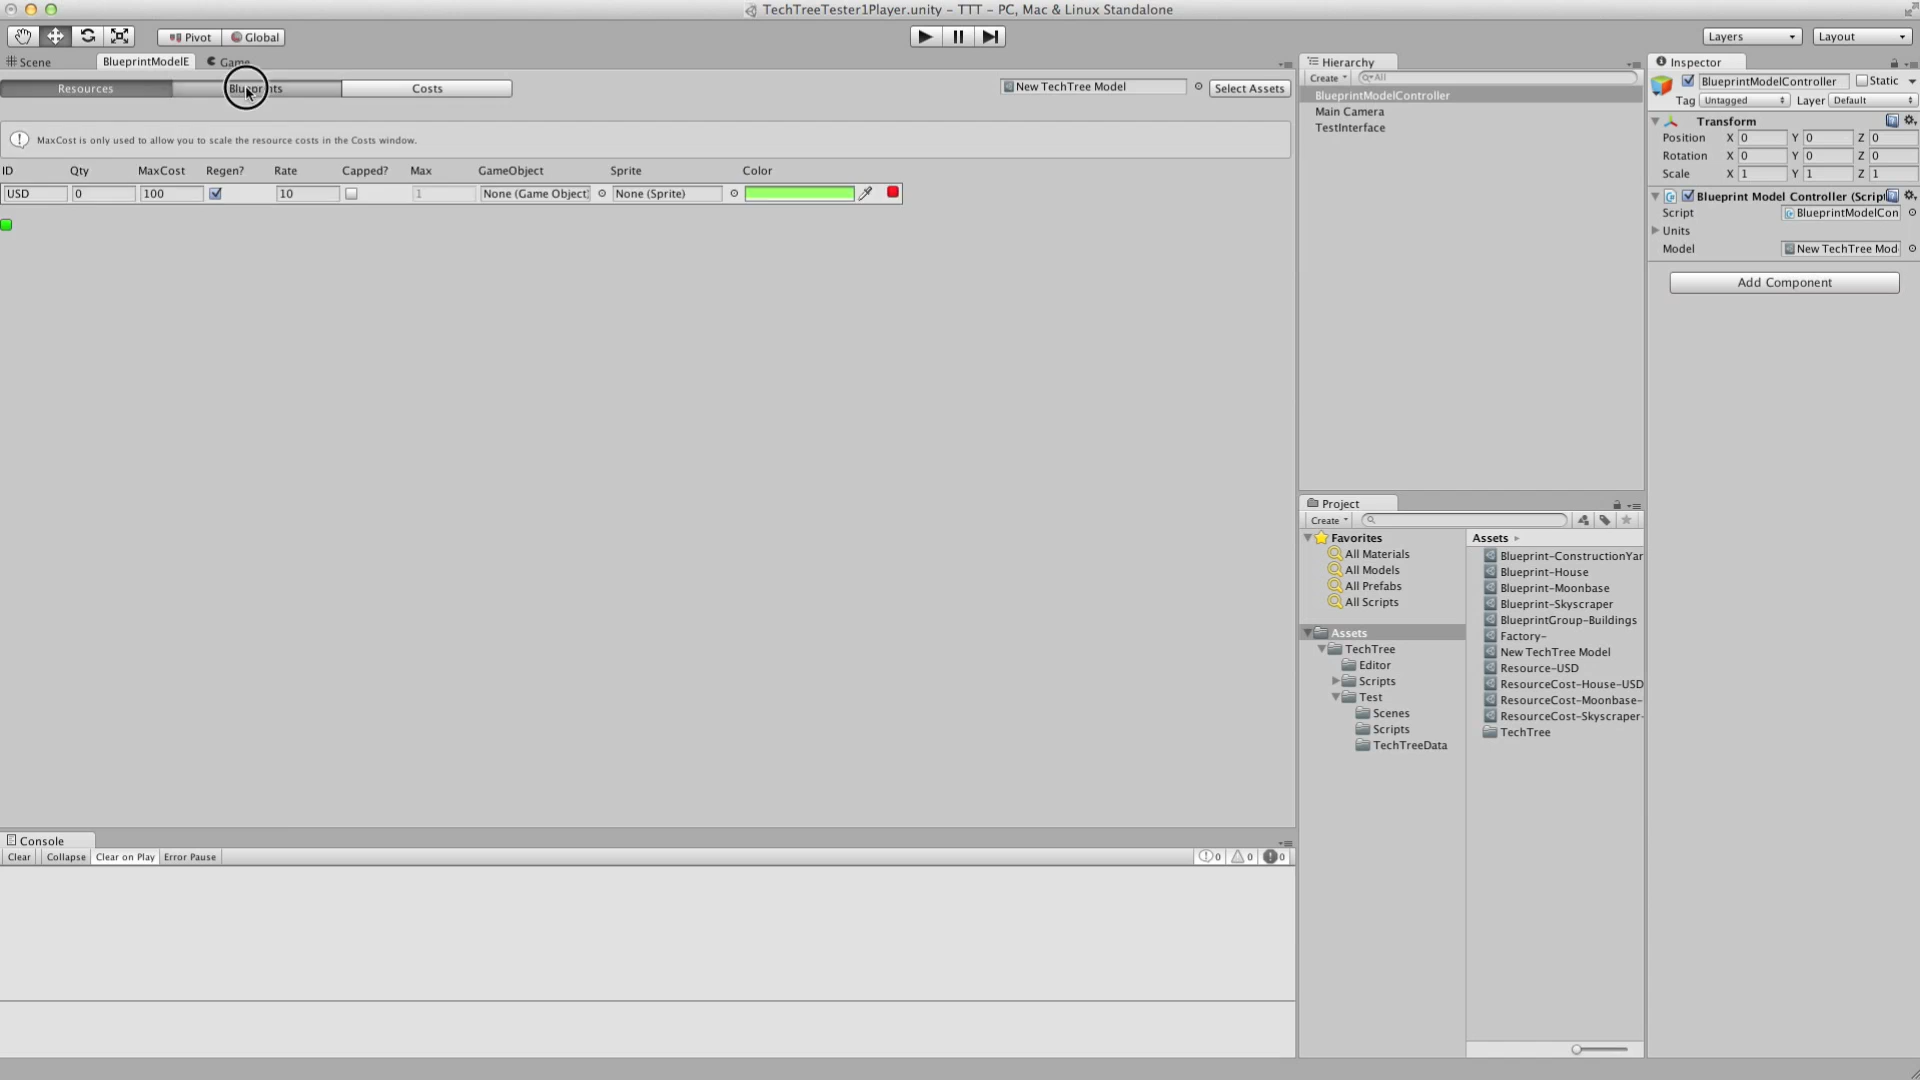 TechTreeTester1Player.unity – TTT – PC, Mac & Linux Standalone
Pivot Global
Layers Layout
Scene BlueprintModelE Game
Resources Blueprints Costs
New TechTree Model Select Assets
MaxCost is only used to allow you to scale the resource costs in the Costs window.
ID Qty MaxCost Regen? Rate Capped? Max GameObject Sprite Color
USD 0 100 10 1 None (Game Object) None (Sprite)
Console
Clear Collapse Clear on Play Error Pause
0 0 0
Hierarchy
Create All
BlueprintModelController
Main Camera
TestInterface
Project
Create
Favorites
All Materials
All Models
All Prefabs
All Scripts
Assets
TechTree
Editor
Scripts
Test
Scenes
Scripts
TechTreeData
Assets
Blueprint-ConstructionYar
Blueprint-House
Blueprint-Moonbase
Blueprint-Skyscraper
BlueprintGroup-Buildings
Factory-
New TechTree Model
Resource-USD
ResourceCost-House-USD
ResourceCost-Moonbase-
ResourceCost-Skyscraper-
TechTree
Inspector
BlueprintModelController Static
Tag Untagged Layer Default
Transform
Position X 0 Y 0 Z 0
Rotation X 0 Y 0 Z 0
Scale X 1 Y 1 Z 1
Blueprint Model Controller (Script
Script BlueprintModelCon
Units
Model New TechTree Mod
Add Component